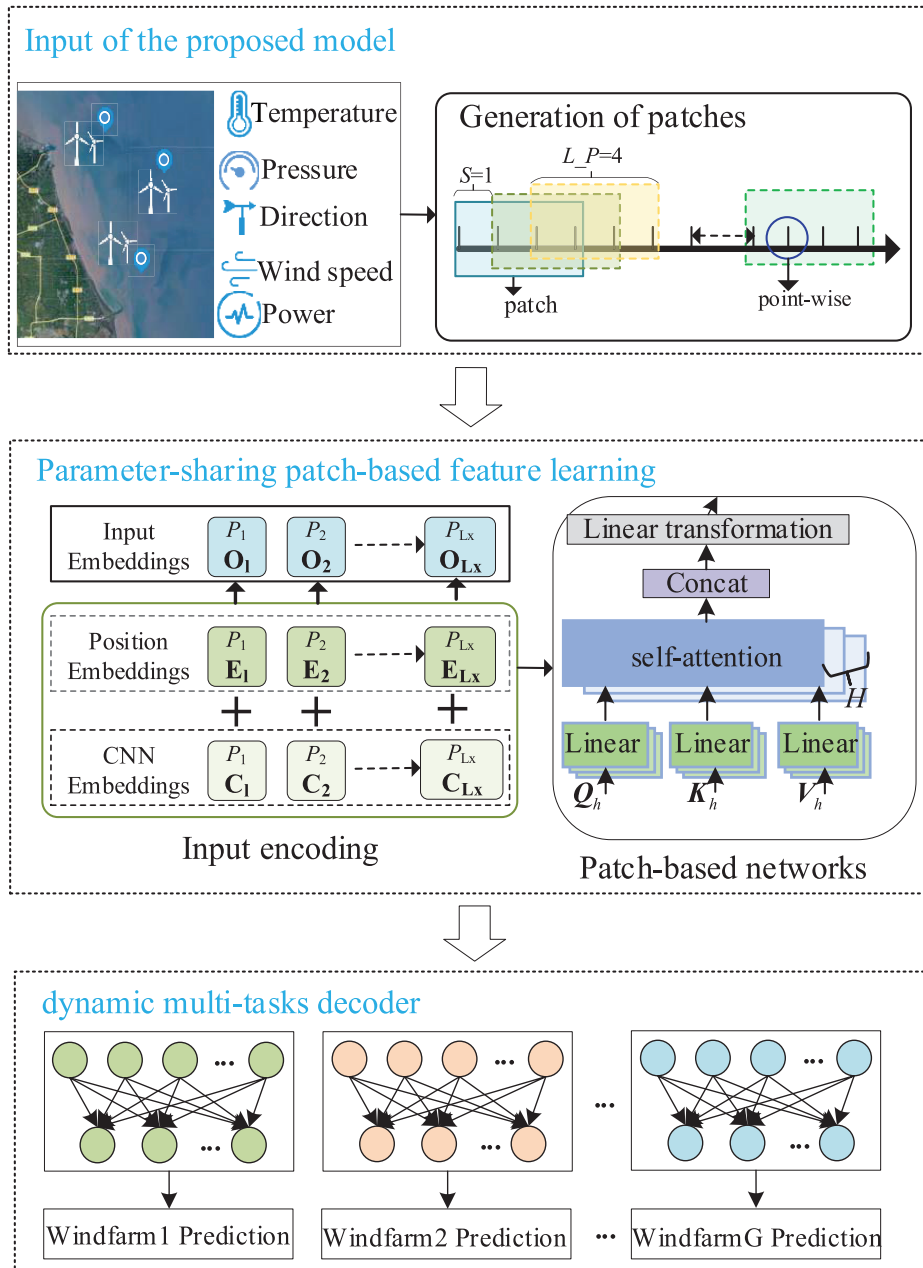 Input of the proposed model
Temperature
Pressure
Direction
Wind speed
Power
Generation of patches
S=1
L_P=4
patch
point-wise
Parameter-sharing patch-based feature learning
Input
Embeddings
P1
O1
P2
O2
PLx
OLx
Position
Embeddings
P1
E1
P2
E2
PLx
ELx
+ + +
CNN
Embeddings
P1
C1
P2
C2
PLx
CLx
Input encoding
Linear transformation
Concat
self-attention
H
Linear Linear Linear
Qh Kh Vh
Patch-based networks
dynamic multi-tasks decoder
... ... ...
...
... ... ...
Windfarm1 Prediction
Windfarm2 Prediction
...
WindfarmG Prediction